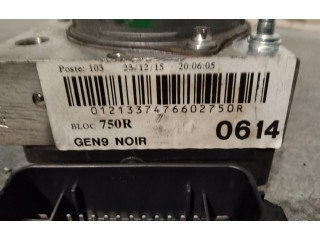 Poste: 103 23/12/15 20:06:05
0121337476602750R
BLOC 750R 0614
GEN9 NOIR